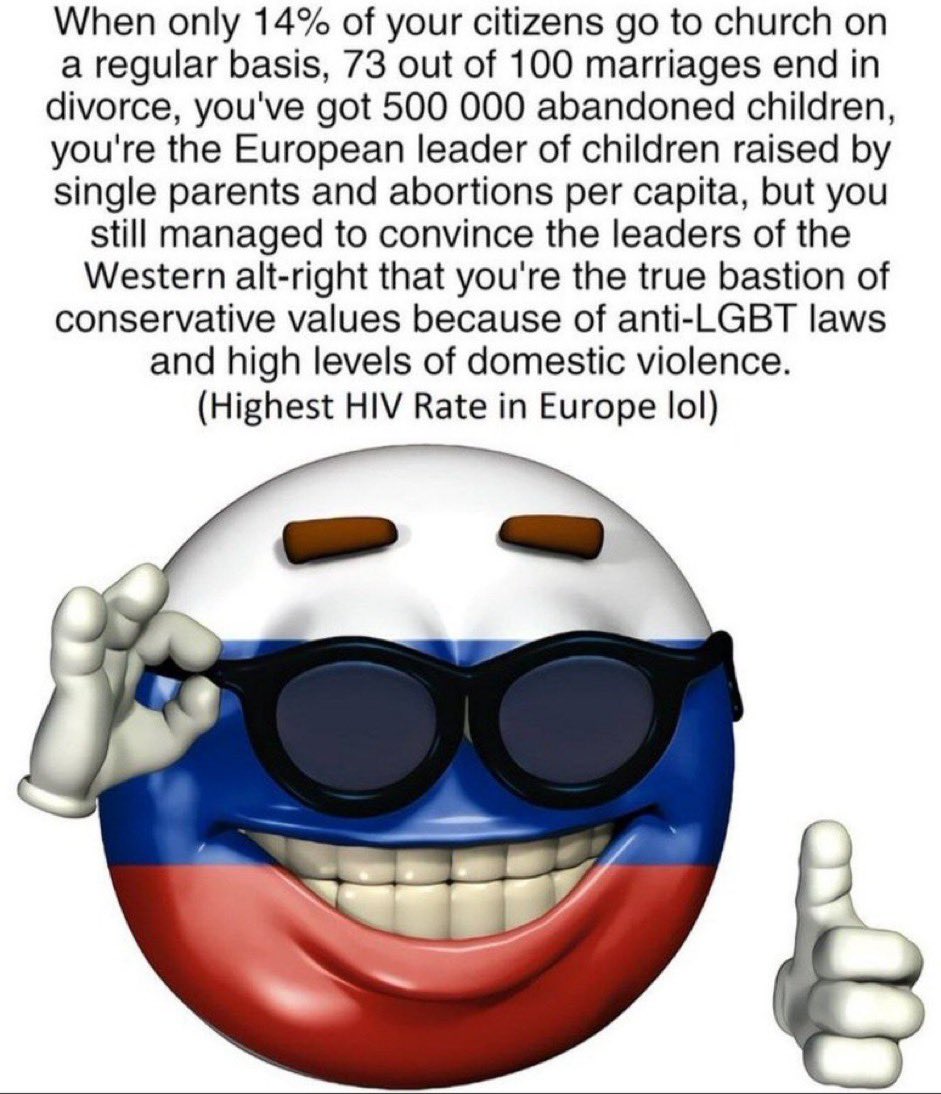 When only 14% of your citizens go to church on
a regular basis, 73 out of 100 marriages end in
divorce, you've got 500 000 abandoned children,
you're the European leader of children raised by
single parents and abortions per capita, but you
still managed to convince the leaders of the
Western alt-right that you're the true bastion of
conservative values because of anti-LGBT laws
and high levels of domestic violence.
(Highest HIV Rate in Europe lol)